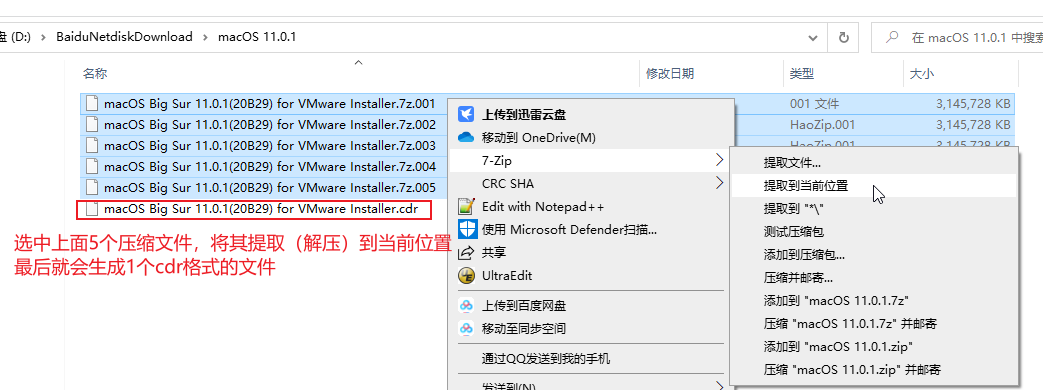 盘 (D:) › BaiduNetdiskDownload › macOS 11.0.1
在 macOS 11.0.1 中搜索
名称 修改日期 类型 大小
macOS Big Sur 11.0.1(20B29) for VMware Installer.7z.001 001 文件 3,145,728 KB
macOS Big Sur 11.0.1(20B29) for VMware Installer.7z.002 HaoZip.001 3,145,728 KB
macOS Big Sur 11.0.1(20B29) for VMware Installer.7z.003 HaoZip.001 3,145,728 KB
macOS Big Sur 11.0.1(20B29) for VMware Installer.7z.004
macOS Big Sur 11.0.1(20B29) for VMware Installer.7z.005
macOS Big Sur 11.0.1(20B29) for VMware Installer.cdr
选中上面5个压缩文件，将其提取（解压）到当前位置
最后就会生成1个cdr格式的文件
上传到迅雷云盘
移动到 OneDrive(M)
7-Zip
CRC SHA
Edit with Notepad++
使用 Microsoft Defender扫描...
共享
UltraEdit
上传到百度网盘
移动至同步空间
通过QQ发送到我的手机
发送到(N)
提取文件...
提取到当前位置
提取到 "*\"
测试压缩包
添加到压缩包...
压缩并邮寄...
添加到 "macOS 11.0.1.7z"
压缩 "macOS 11.0.1.7z" 并邮寄
添加到 "macOS 11.0.1.zip"
压缩 "macOS 11.0.1.zip" 并邮寄